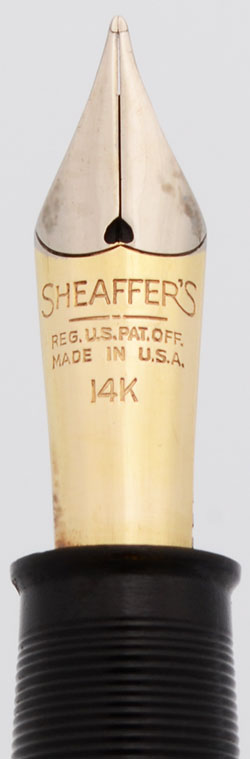 SHEAFFER'S
REG. U.S. PAT. OFF.
MADE IN U.S.A.
14K